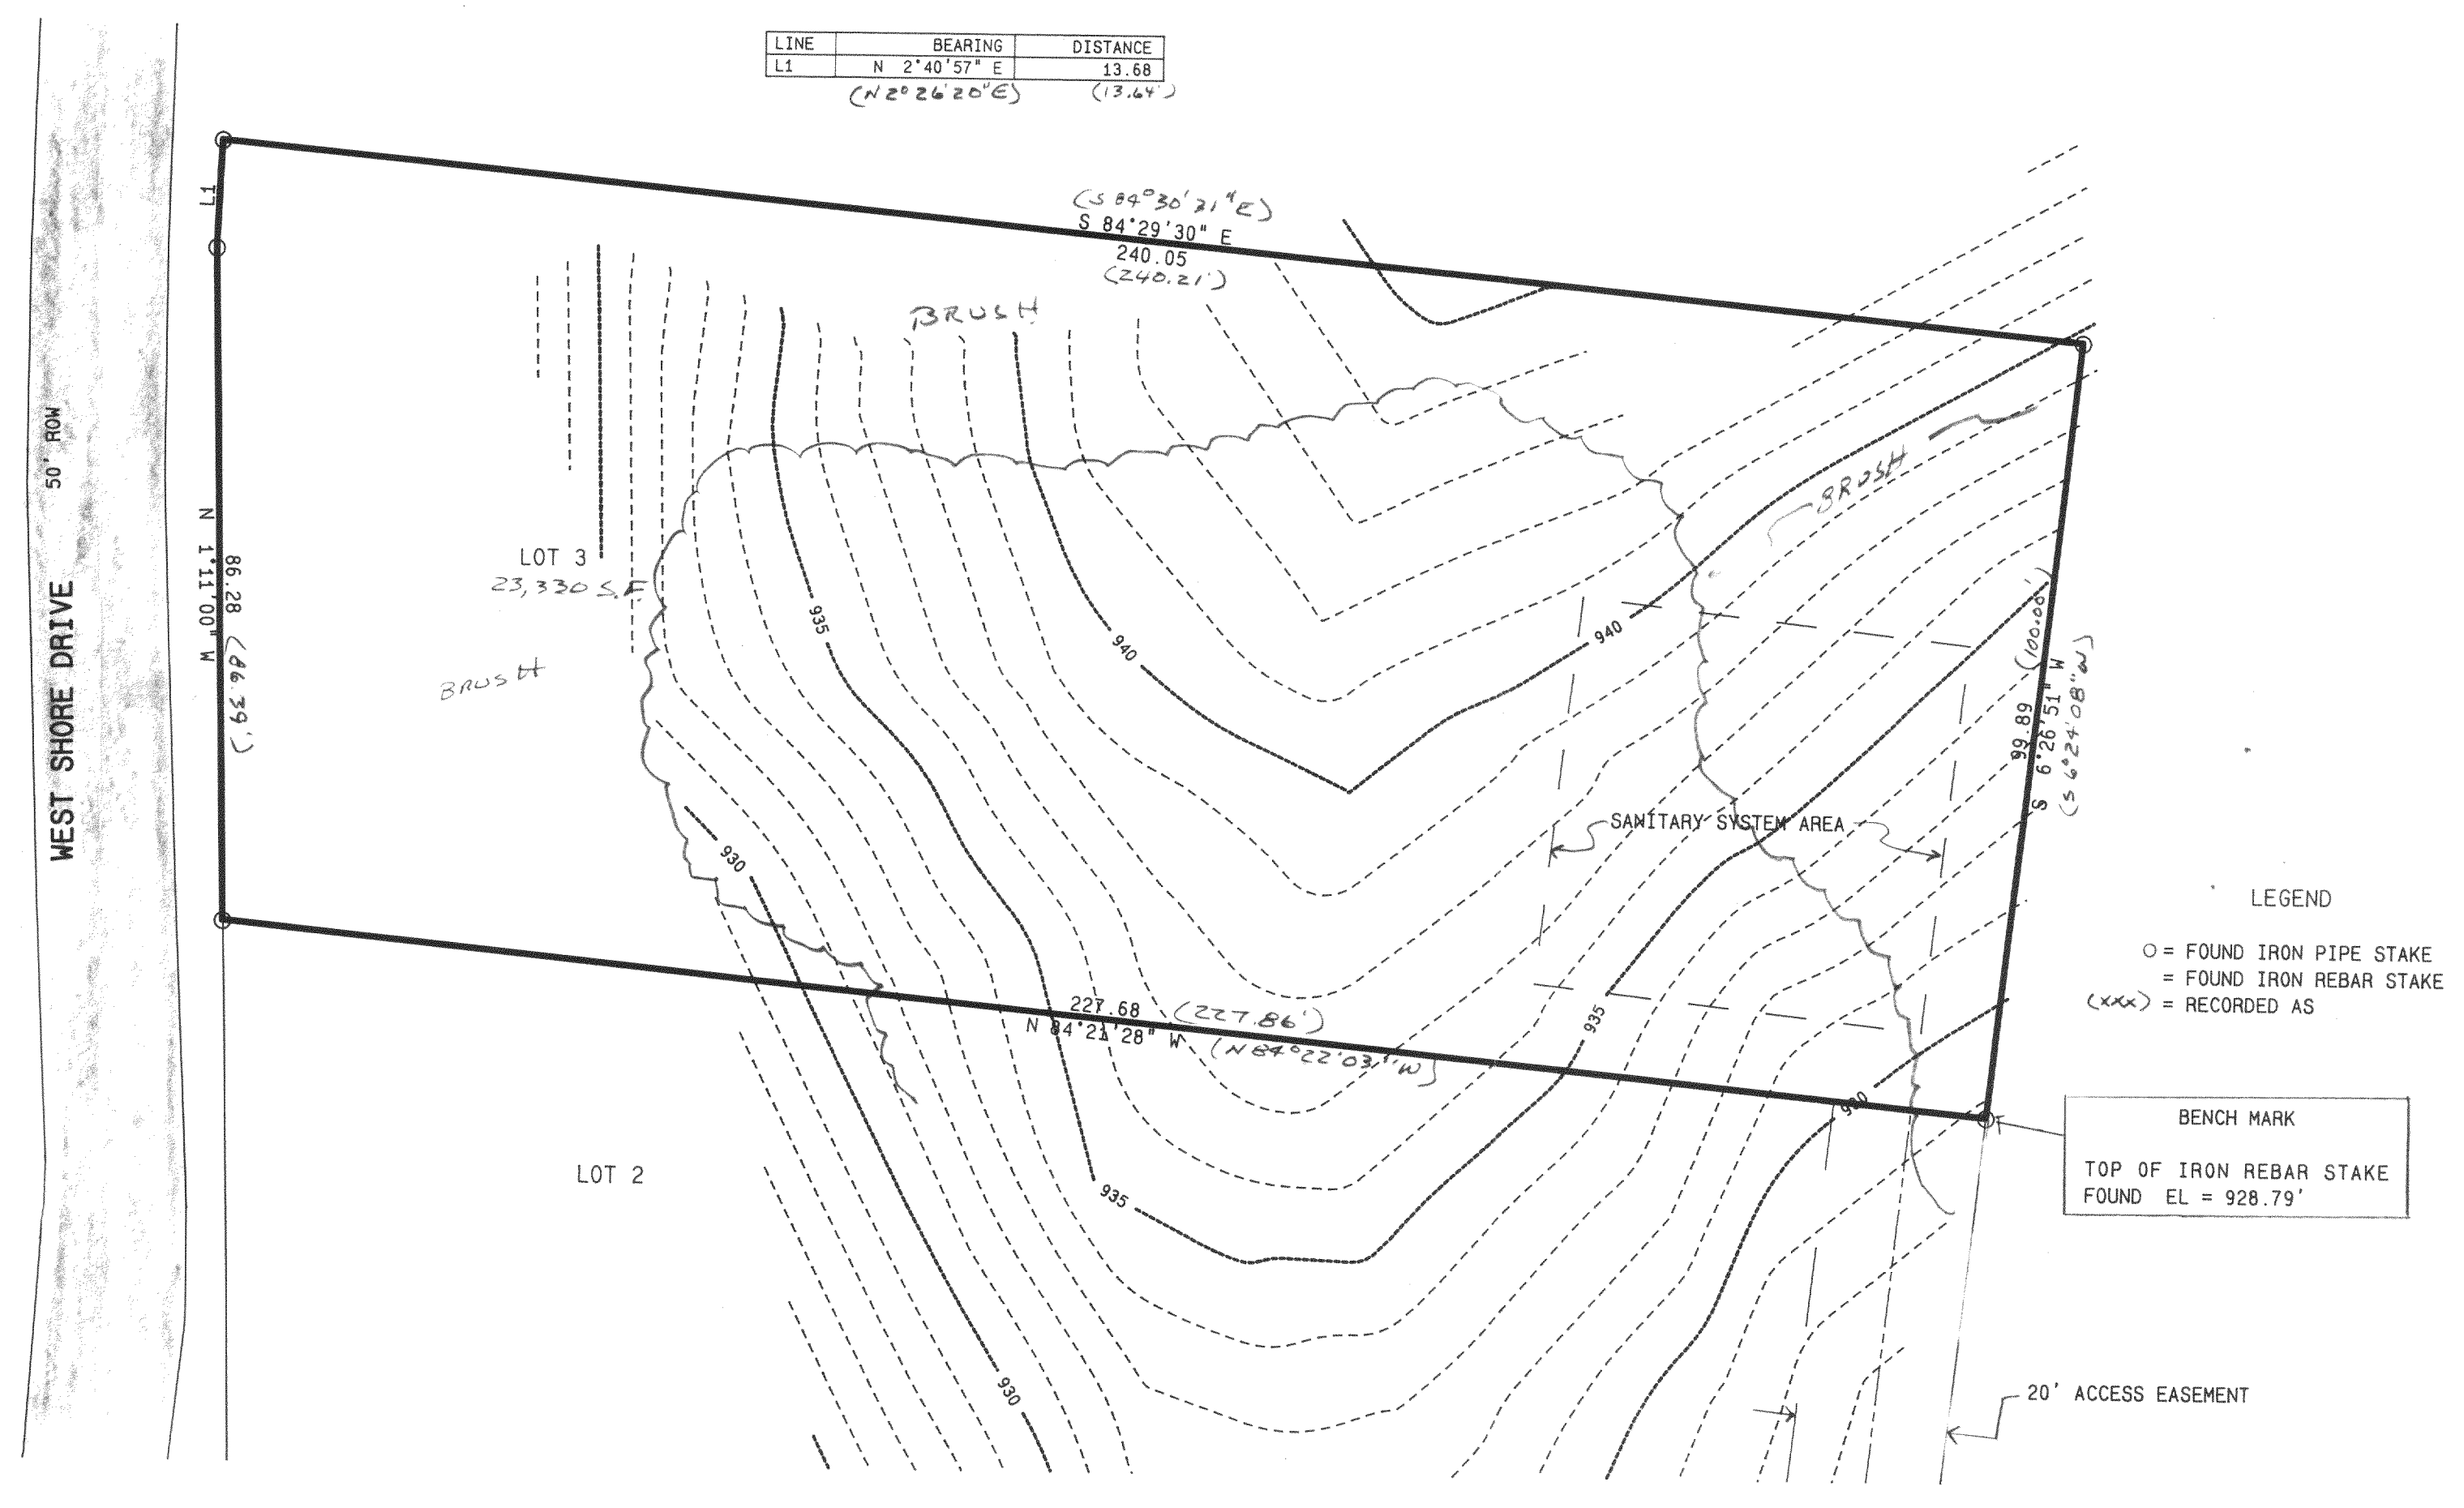 LINE BEARING DISTANCE
L1 N 2°40'57" E 13.68
(N2°26'20"E) (13.64')
L1
(S 84°30'31"E)
S 84°29'30" E
240.05
(240.21')
BRUSH
BRUSH
50' ROW
WEST SHORE DRIVE
N 1°11'00" W
86.28 (86.39')
LOT 3
23,330 S.F.
BRUSH
935
940
940
930
SANITARY SYSTEM AREA
99.89 (100.00')
S 6°26'51" W
(S 6°24'08"W)
LEGEND
O = FOUND IRON PIPE STAKE
= FOUND IRON REBAR STAKE
(XXX) = RECORDED AS
227.68 (227.86')
N 84°21'28" W (N84°22'03"W)
935
930
BENCH MARK
TOP OF IRON REBAR STAKE
FOUND EL = 928.79'
LOT 2
935
930
20' ACCESS EASEMENT